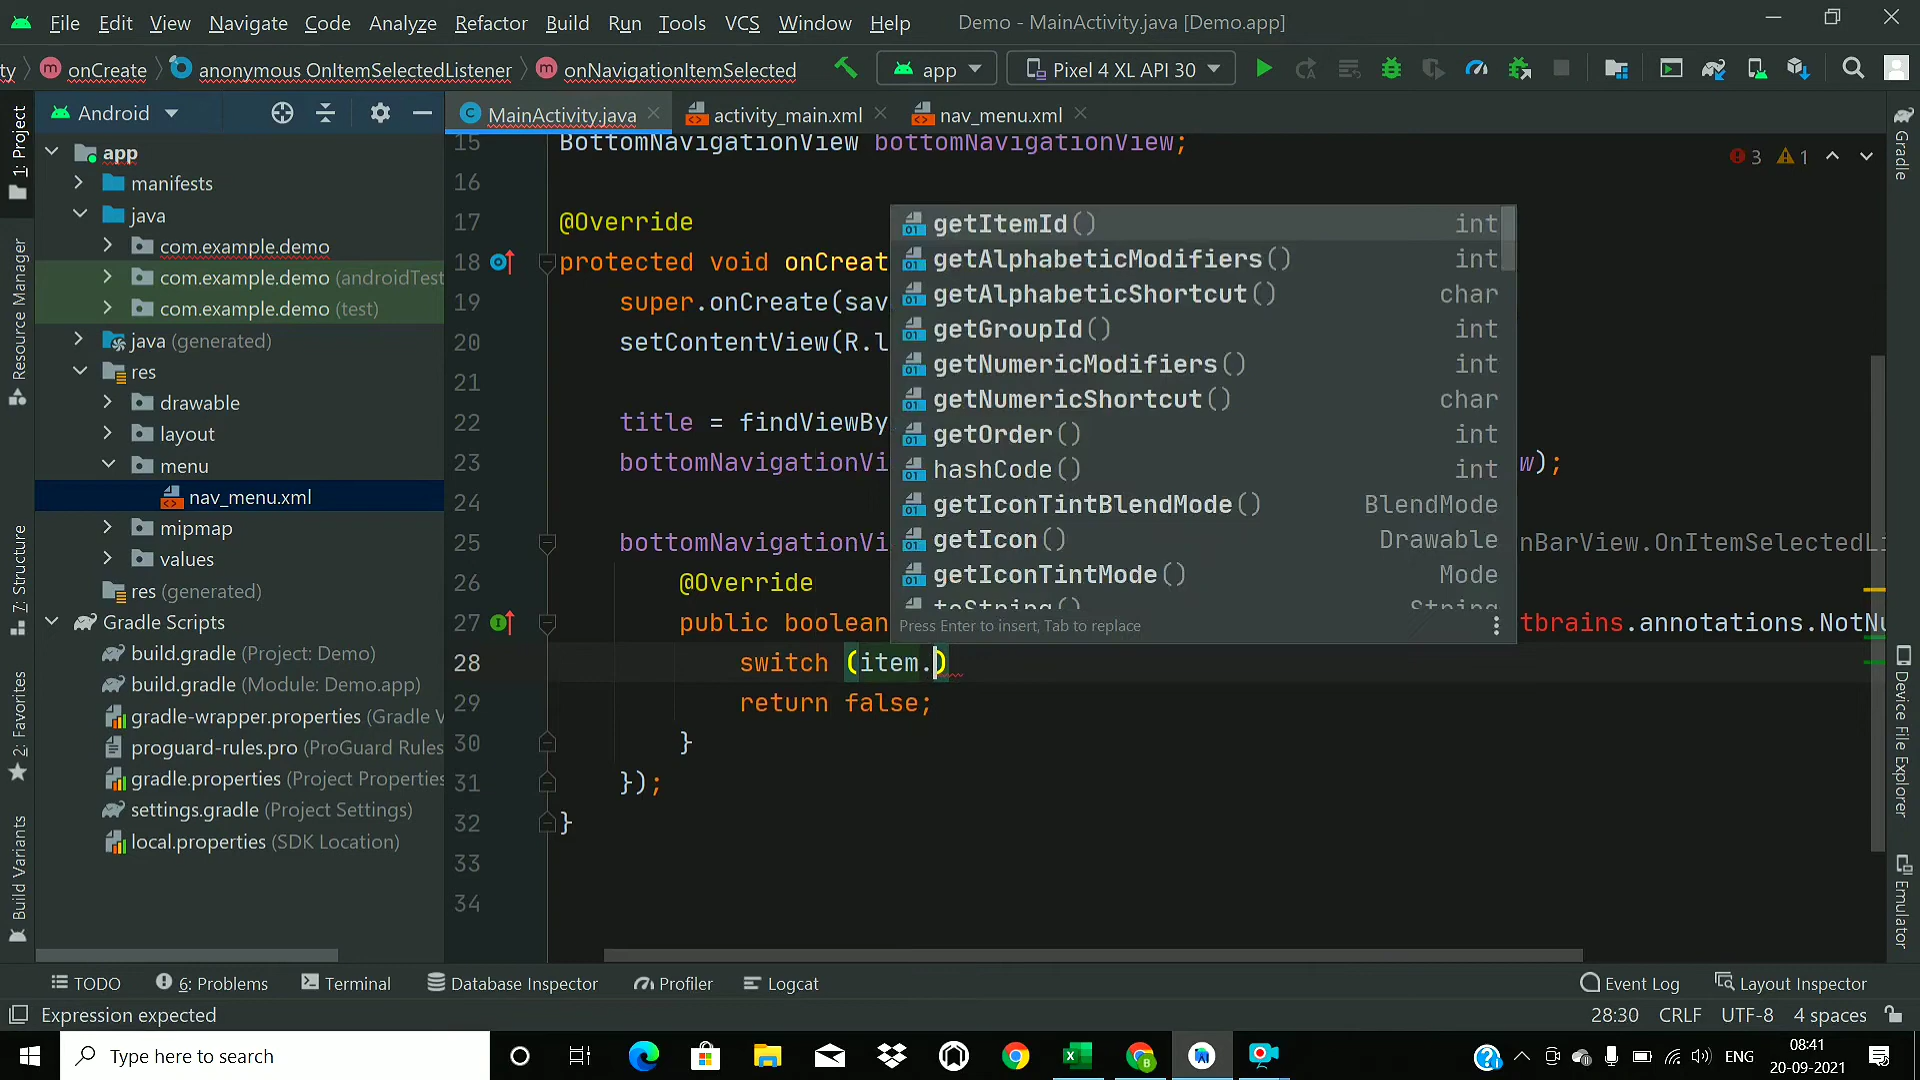 File Edit View Navigate Code Analyze Refactor Build Run Tools VCS Window Help Demo - MainActivity.java [Demo.app]
ty onCreate anonymous OnItemSelectedListener onNavigationItemSelected app Pixel 4 XL API 30
Android
MainActivity.java activity_main.xml nav_menu.xml
1: Project
Resource Manager
7: Structure
2: Favorites
Build Variants
app
manifests
java
com.example.demo
com.example.demo (androidTest
com.example.demo (test)
java (generated)
res
drawable
layout
menu
nav_menu.xml
mipmap
values
res (generated)
Gradle Scripts
build.gradle (Project: Demo)
build.gradle (Module: Demo.app)
gradle-wrapper.properties (Gradle V
proguard-rules.pro (ProGuard Rules
gradle.properties (Project Properties
settings.gradle (Project Settings)
local.properties (SDK Location)
3 1
15 BottomNavigationView bottomNavigationView;
16
17 @Override
18 protected void onCreat
19 super.onCreate(sav
20 setContentView(R.l
21
22 title = findViewBy
23 bottomNavigationVi w);
24
25 bottomNavigationVi nBarView.OnItemSelectedLi
26 @Override
27 public boolean tbrains.annotations.NotNu
28 switch (item.)
29 return false;
30 }
31 });
32 }
33
34
getItemId() int
getAlphabeticModifiers() int
getAlphabeticShortcut() char
getGroupId() int
getNumericModifiers() int
getNumericShortcut() char
getOrder() int
hashCode() int
getIconTintBlendMode() BlendMode
getIcon() Drawable
getIconTintMode() Mode
toString() String
Press Enter to insert, Tab to replace
Gradle
Device File Explorer
Emulator
TODO 6: Problems Terminal Database Inspector Profiler Logcat Event Log Layout Inspector
Expression expected 28:30 CRLF UTF-8 4 spaces
Type here to search ENG
08:41
20-09-2021